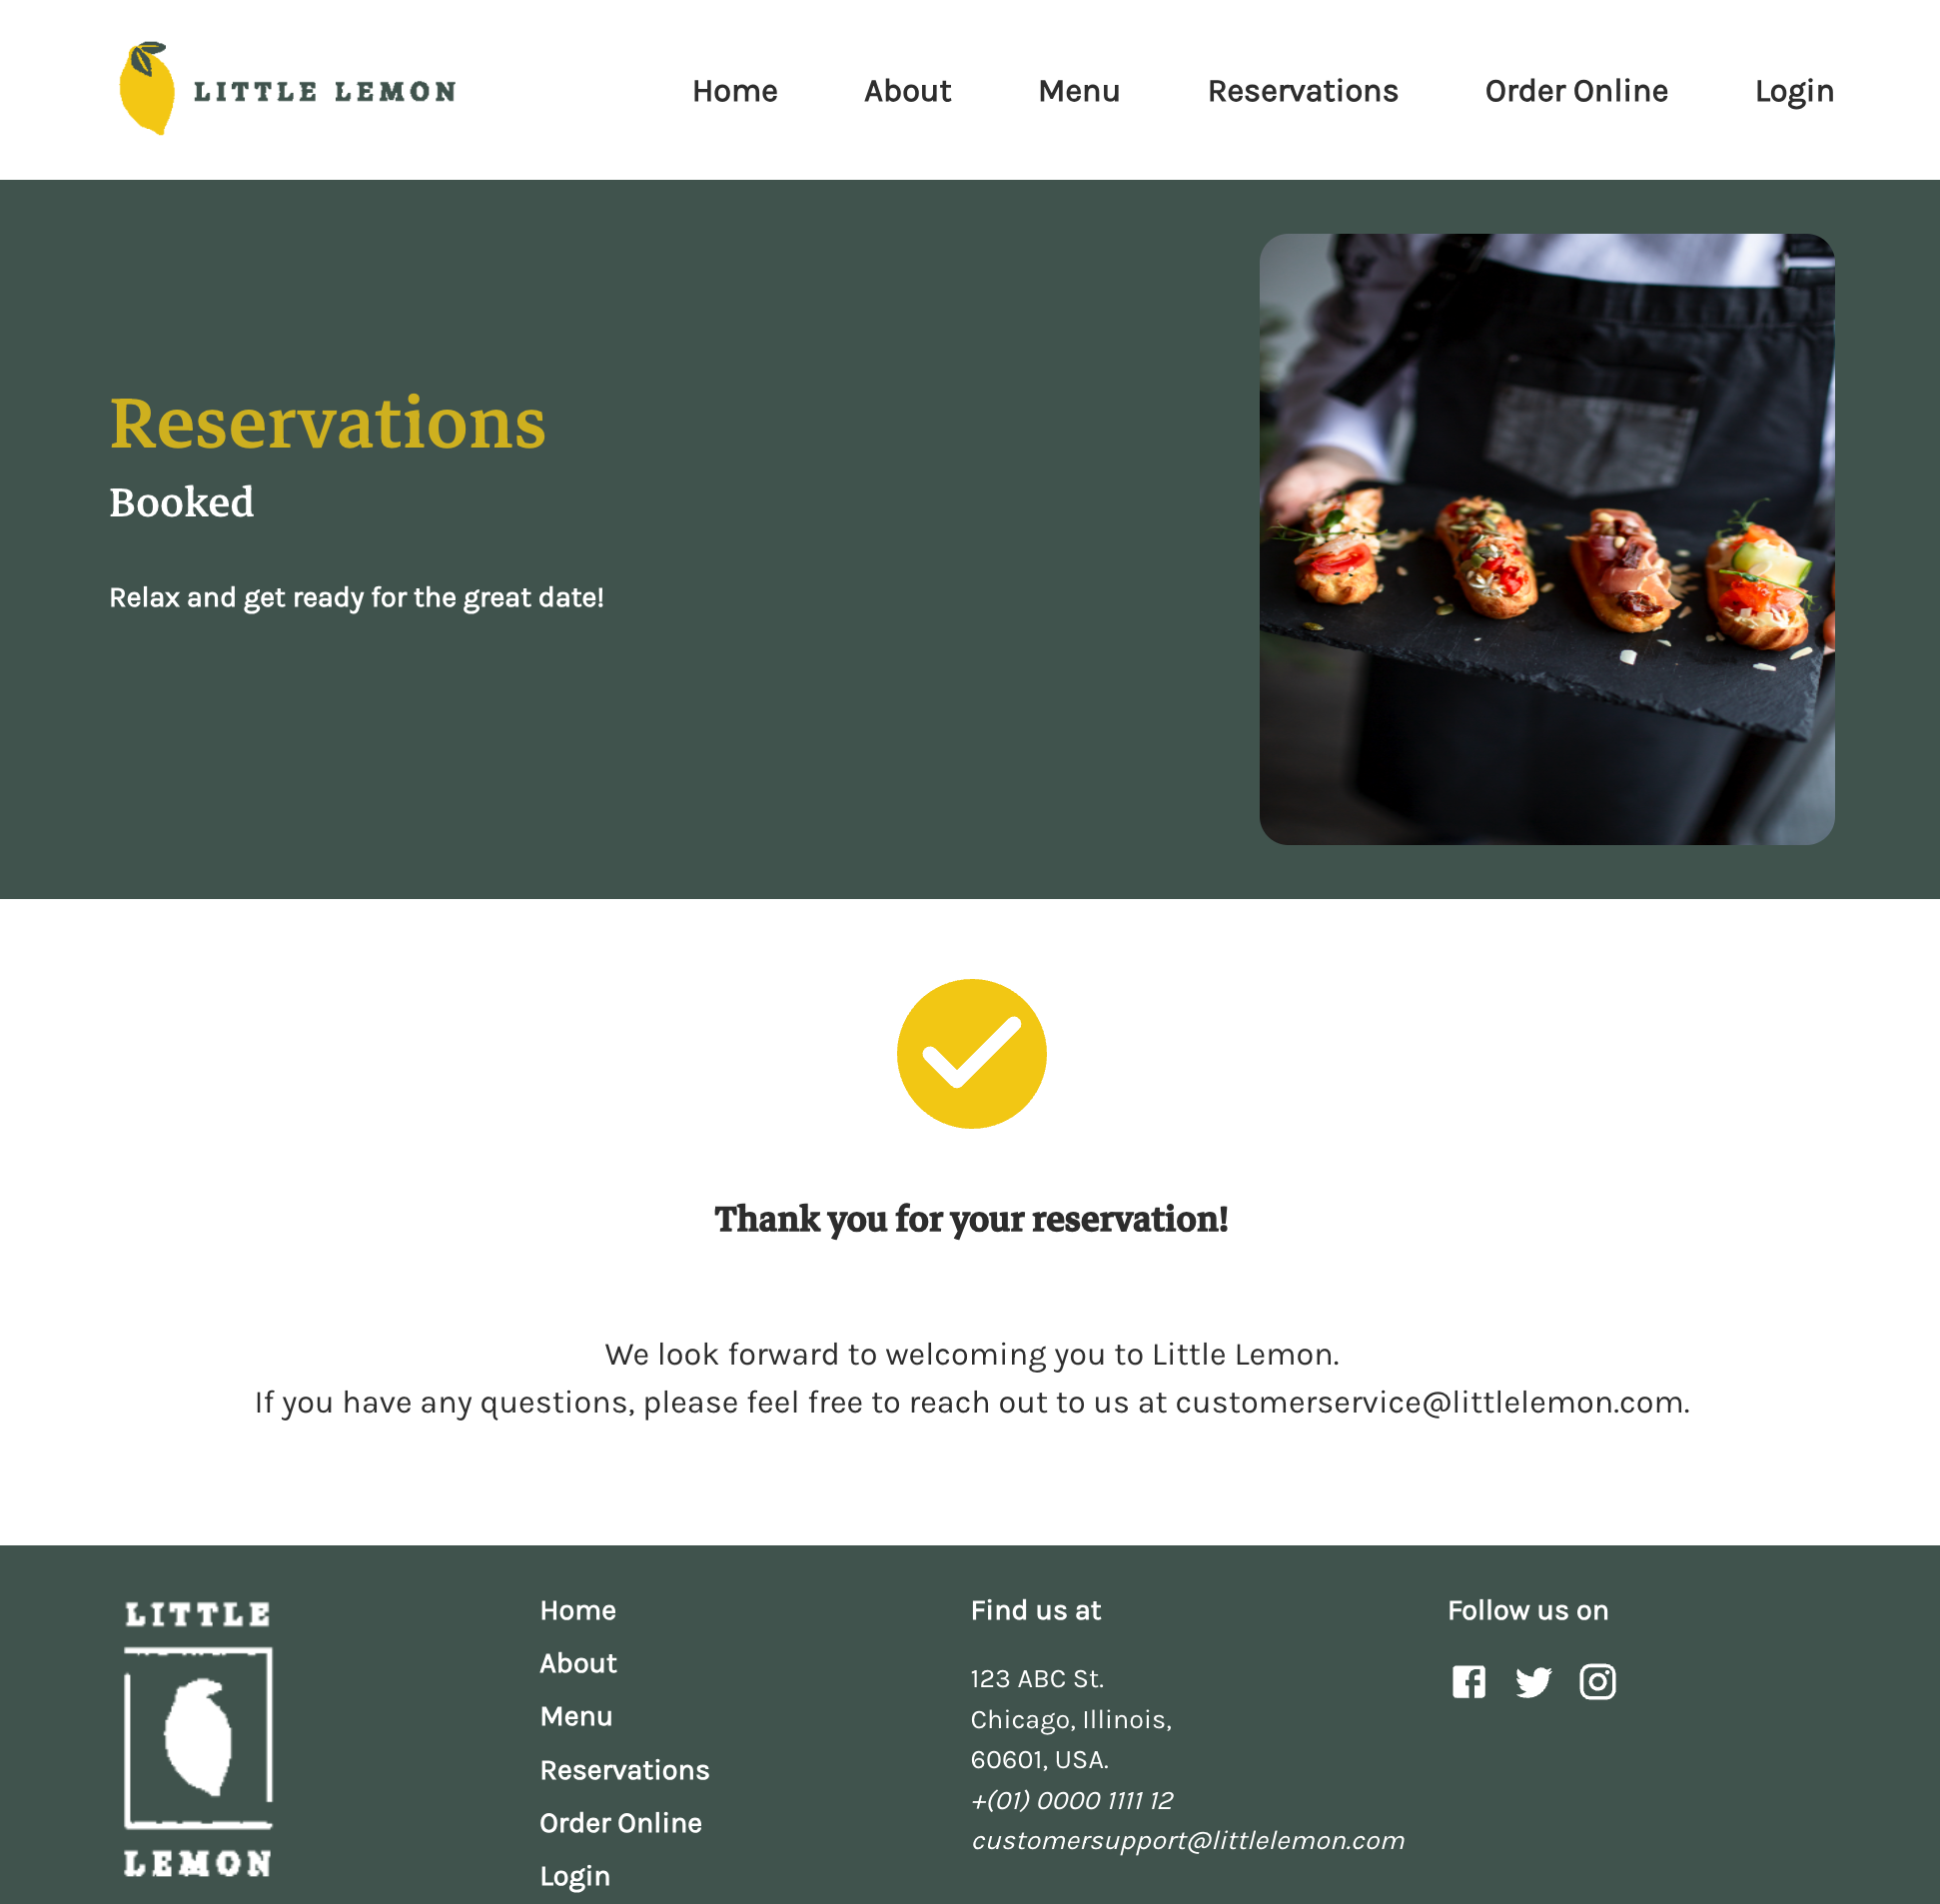 LITTLE LEMON
Home
About
Menu
Reservations
Order Online
Login
Reservations
Booked
Relax and get ready for the great date!
Thank you for your reservation!
We look forward to welcoming you to Little Lemon.
If you have any questions, please feel free to reach out to us at customerservice@littlelemon.com.
LITTLE
LEMON
Home
About
Menu
Reservations
Order Online
Login
Find us at
123 ABC St.
Chicago, Illinois,
60601, USA.
+(01) 0000 1111 12
customersupport@littlelemon.com
Follow us on